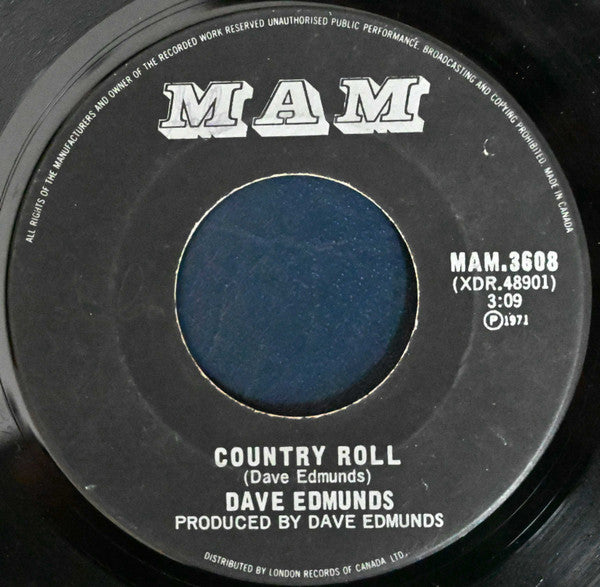 ALL RIGHTS OF THE MANUFACTURERS AND OWNER OF THE RECORDED WORK RESERVED UNAUTHORISED PUBLIC PERFORMANCE. BROADCASTING AND COPYING PROHIBITED. MADE IN CANADA
MAM
MAM.3608
(XDR.48901)
3:09
Ⓟ1971
COUNTRY ROLL
(Dave Edmunds)
DAVE EDMUNDS
PRODUCED BY DAVE EDMUNDS
DISTRIBUTED BY LONDON RECORDS OF CANADA LTD.